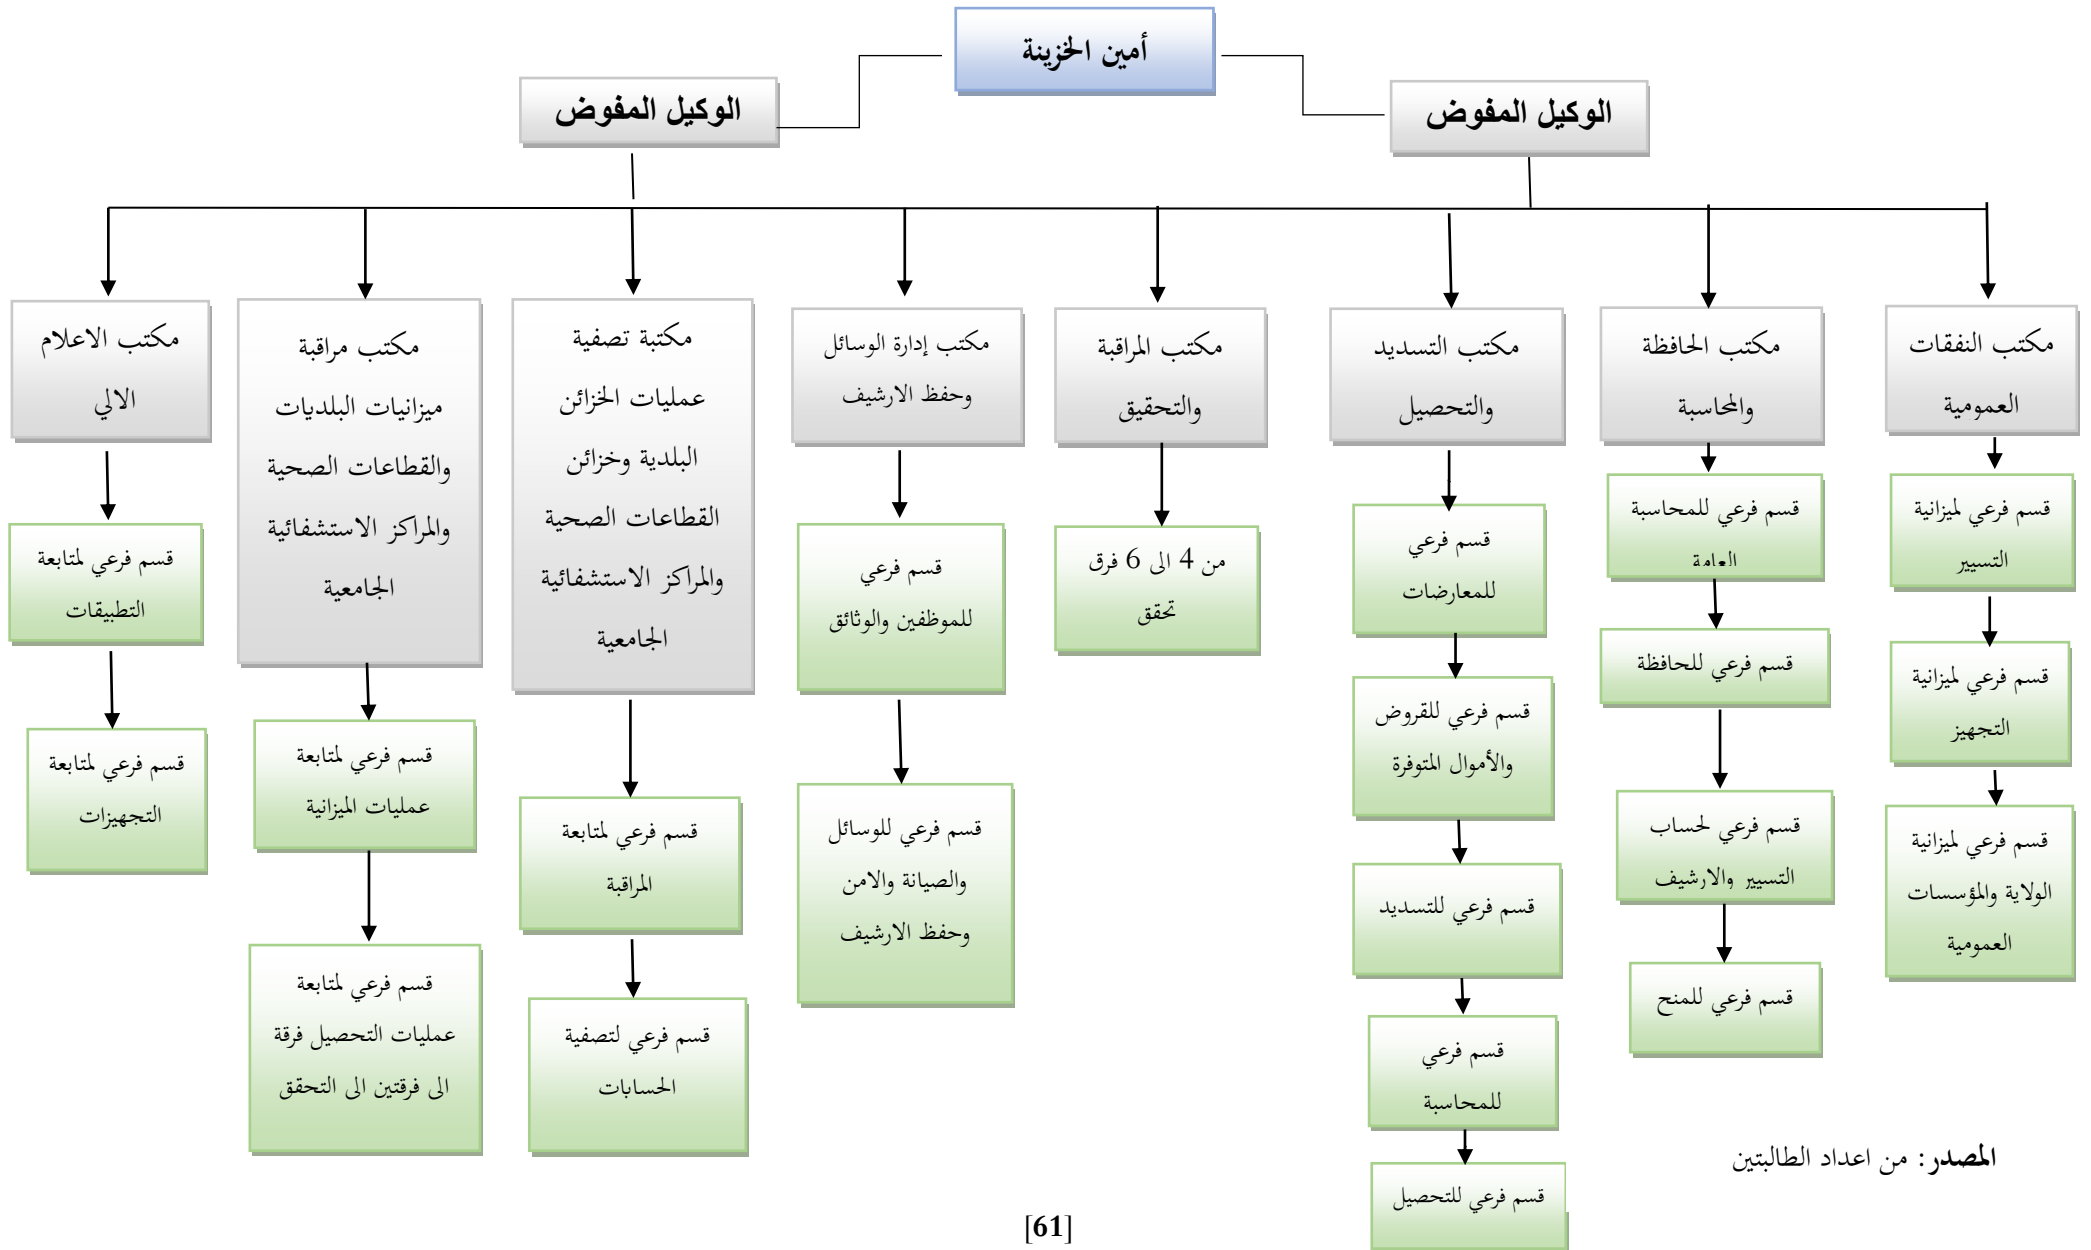 أمين الخزينة
الوكيل المفوض
الوكيل المفوض
مكتب النفقات
العمومية
قسم فرعي لميزانية
التسيير
قسم فرعي لميزانية
التجهيز
قسم فرعي لميزانية
الولاية والمؤسسات
العمومية
مكتب الحافظة
والمحاسبة
قسم فرعي للمحاسبة
العامة
قسم فرعي للحافظة
قسم فرعي لحساب
التسيير والارشيف
قسم فرعي للمنح
مكتب التسديد
والتحصيل
قسم فرعي
للمعارضات
قسم فرعي للقروض
والأموال المتوفرة
قسم فرعي للتسديد
قسم فرعي
للمحاسبة
قسم فرعي للتحصيل
مكتب المراقبة
والتحقيق
من 4 الى 6 فرق
تحقق
مكتب إدارة الوسائل
وحفظ الارشيف
قسم فرعي
للموظفين والوثائق
قسم فرعي للوسائل
والصيانة والامن
وحفظ الارشيف
مكتبة تصفية
عمليات الخزائن
البلدية وخزائن
القطاعات الصحية
والمراكز الاستشفائية
الجامعية
قسم فرعي لمتابعة
المراقبة
قسم فرعي لتصفية
الحسابات
مكتب مراقبة
ميزانيات البلديات
والقطاعات الصحية
والمراكز الاستشفائية
الجامعية
قسم فرعي لمتابعة
عمليات الميزانية
قسم فرعي لمتابعة
عمليات التحصيل فرقة
الى فرقتين الى التحقق
مكتب الاعلام
الالي
قسم فرعي لمتابعة
التطبيقات
قسم فرعي لمتابعة
التجهيزات
المصدر: من اعداد الطالبتين
[61]